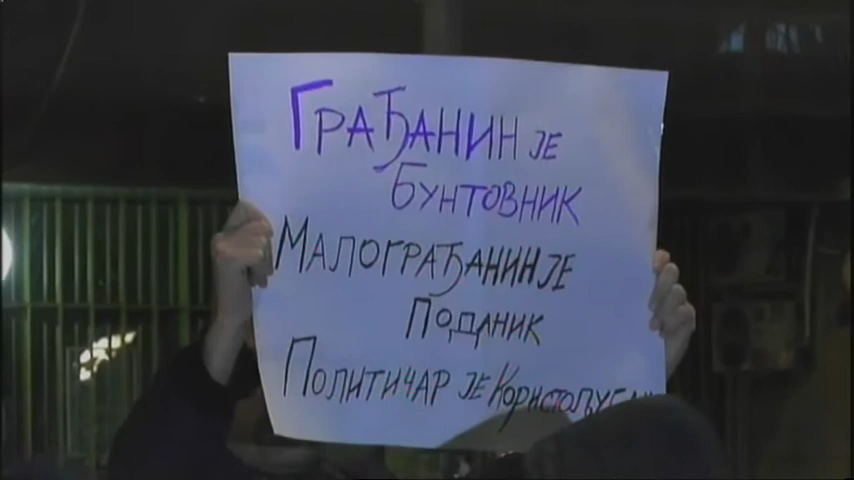 Грађанин је
Бунтовник
Малограђанин је
Поданик
Политичар је